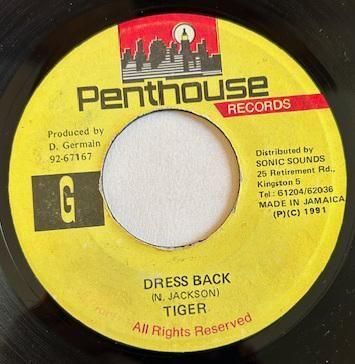 Penthouse
RECORDS
Produced by
D. Germain
92-67167
G
Distributed by
SONIC SOUNDS
25 Retirement Rd.,
Kingston 5
Tel.: 61204/62036
MADE IN JAMAICA
(P)(C) 1991
DRESS BACK
(N. JACKSON)
TIGER
All Rights Reserved